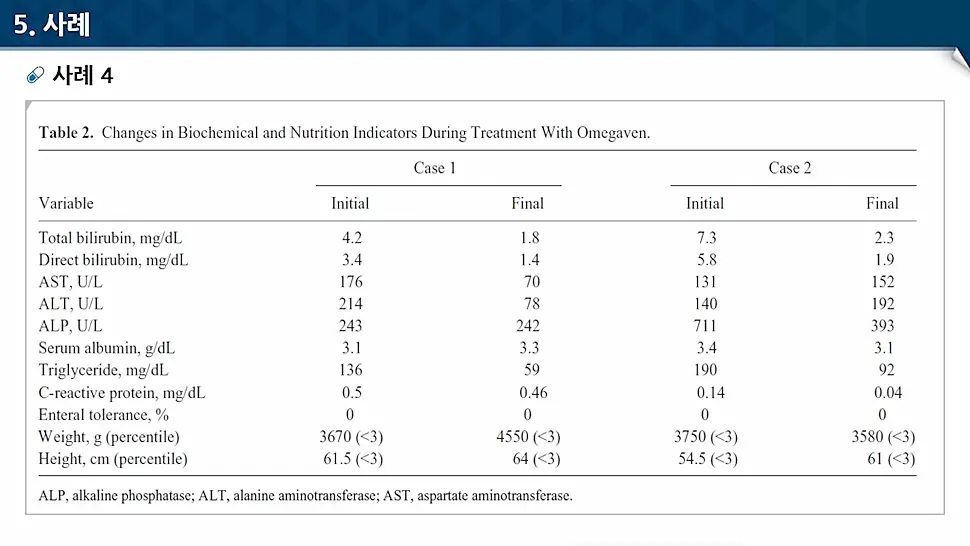 5. 사례
사례 4
Table 2. Changes in Biochemical and Nutrition Indicators During Treatment With Omegaven.
Case 1 Case 2
Variable Initial Final Initial Final
Total bilirubin, mg/dL 4.2 1.8 7.3 2.3
Direct bilirubin, mg/dL 3.4 1.4 5.8 1.9
AST, U/L 176 70 131 152
ALT, U/L 214 78 140 192
ALP, U/L 243 242 711 393
Serum albumin, g/dL 3.1 3.3 3.4 3.1
Triglyceride, mg/dL 136 59 190 92
C-reactive protein, mg/dL 0.5 0.46 0.14 0.04
Enteral tolerance, % 0 0 0 0
Weight, g (percentile) 3670 (<3) 4550 (<3) 3750 (<3) 3580 (<3)
Height, cm (percentile) 61.5 (<3) 64 (<3) 54.5 (<3) 61 (<3)
ALP, alkaline phosphatase; ALT, alanine aminotransferase; AST, aspartate aminotransferase.